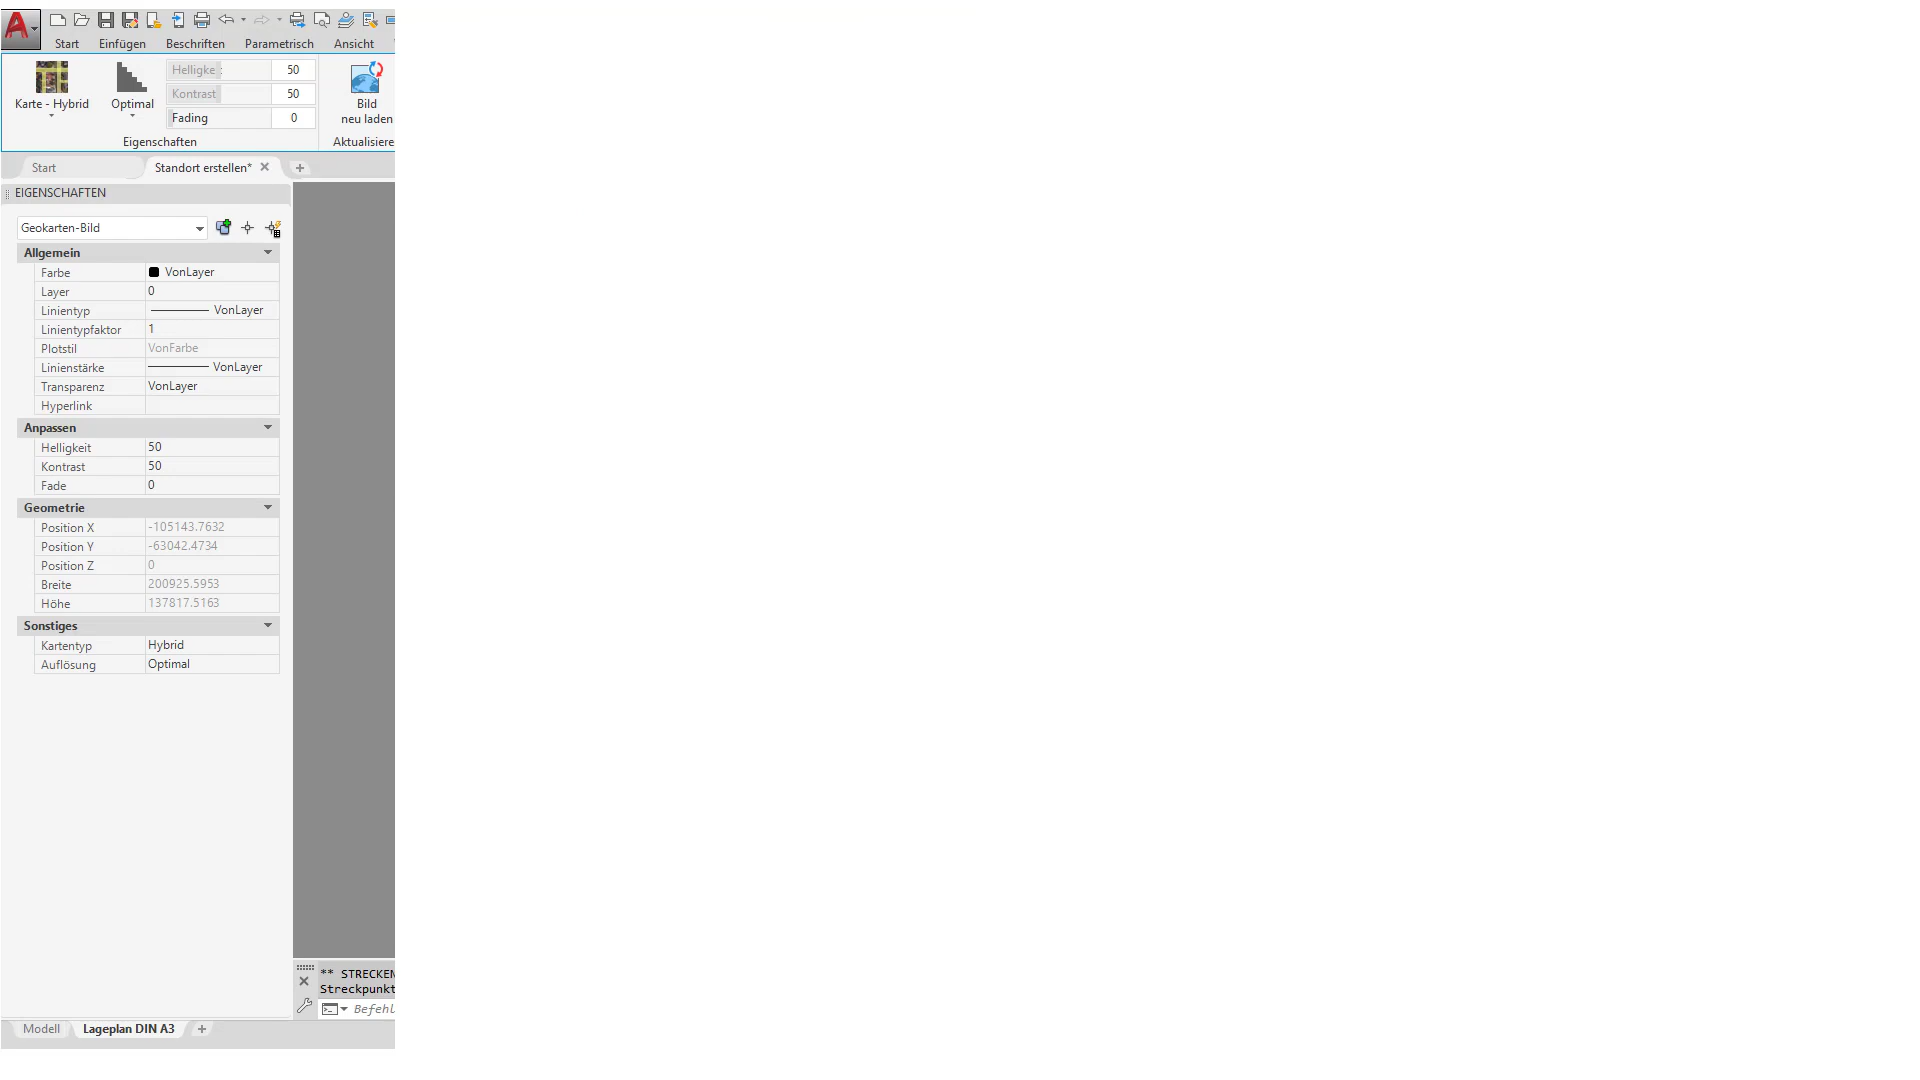 Start Einfügen Beschriften Parametrisch Ansicht
Helligke 50
Kontrast 50
Fading 0
Karte - Hybrid
Optimal
Bild
neu laden
Eigenschaften
Aktualisiere
Start
Standort erstellen*
EIGENSCHAFTEN
Geokarten-Bild
Allgemein
Farbe VonLayer
Layer 0
Linientyp VonLayer
Linientypfaktor 1
Plotstil VonFarbe
Linienstärke VonLayer
Transparenz VonLayer
Hyperlink
Anpassen
Helligkeit 50
Kontrast 50
Fade 0
Geometrie
Position X -105143.7632
Position Y -63042.4734
Position Z 0
Breite 200925.5953
Höhe 137817.5163
Sonstiges
Kartentyp Hybrid
Auflösung Optimal
** STRECKEN
Streckpunkt
Befehl
Modell
Lageplan DIN A3